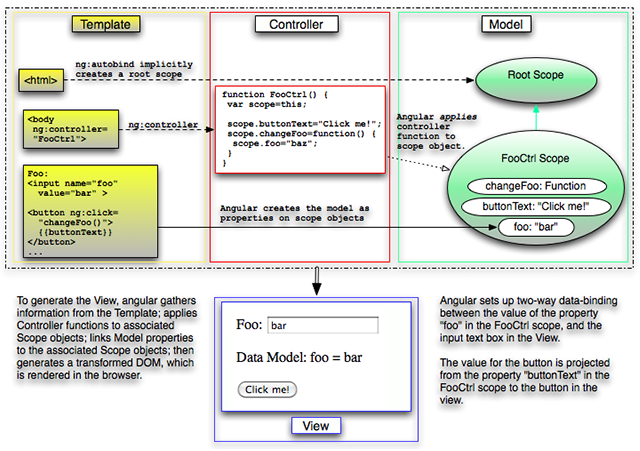 Template
Controller
Model
<html>
ng:autobind implicitly
creates a root scope
Root Scope
<body
ng:controller=
"FooCtrl">
ng:controller
function FooCtrl() {
var scope=this;
scope.buttonText="Click me!";
scope.changeFoo=function() {
scope.foo="baz";
}
}
Angular applies
controller
function to
scope object.
FooCtrl Scope
changeFoo: Function
buttonText: "Click me!"
foo: "bar"
Foo:
<input name="foo"
value="bar" >
<button ng:click=
"changeFoo()">
{{buttonText}}
</button>
...
Angular creates the model as
properties on scope objects
To generate the View, angular gathers
information from the Template; applies
Controller functions to associated
Scope objects; links Model properties
to the associated Scope objects; then
generates a transformed DOM, which
is rendered in the browser.
Foo: bar
Data Model: foo = bar
Click me!
View
Angular sets up two-way data-binding
between the value of the property
"foo" in the FooCtrl scope, and the
input text box in the View.
The value for the button is projected
from the property "buttonText" in the
FooCtrl scope to the button in the
view.